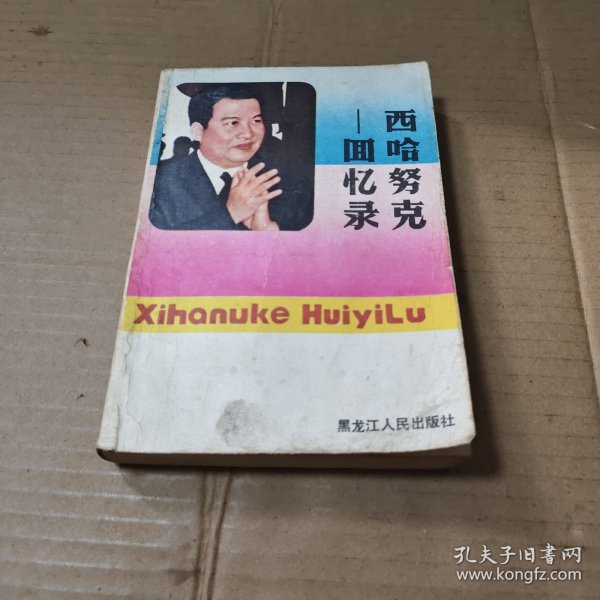 西哈努克
—回忆录
Xihanuke HuiyiLu
黑龙江人民出版社
孔夫子旧书网
www.kongfz.com